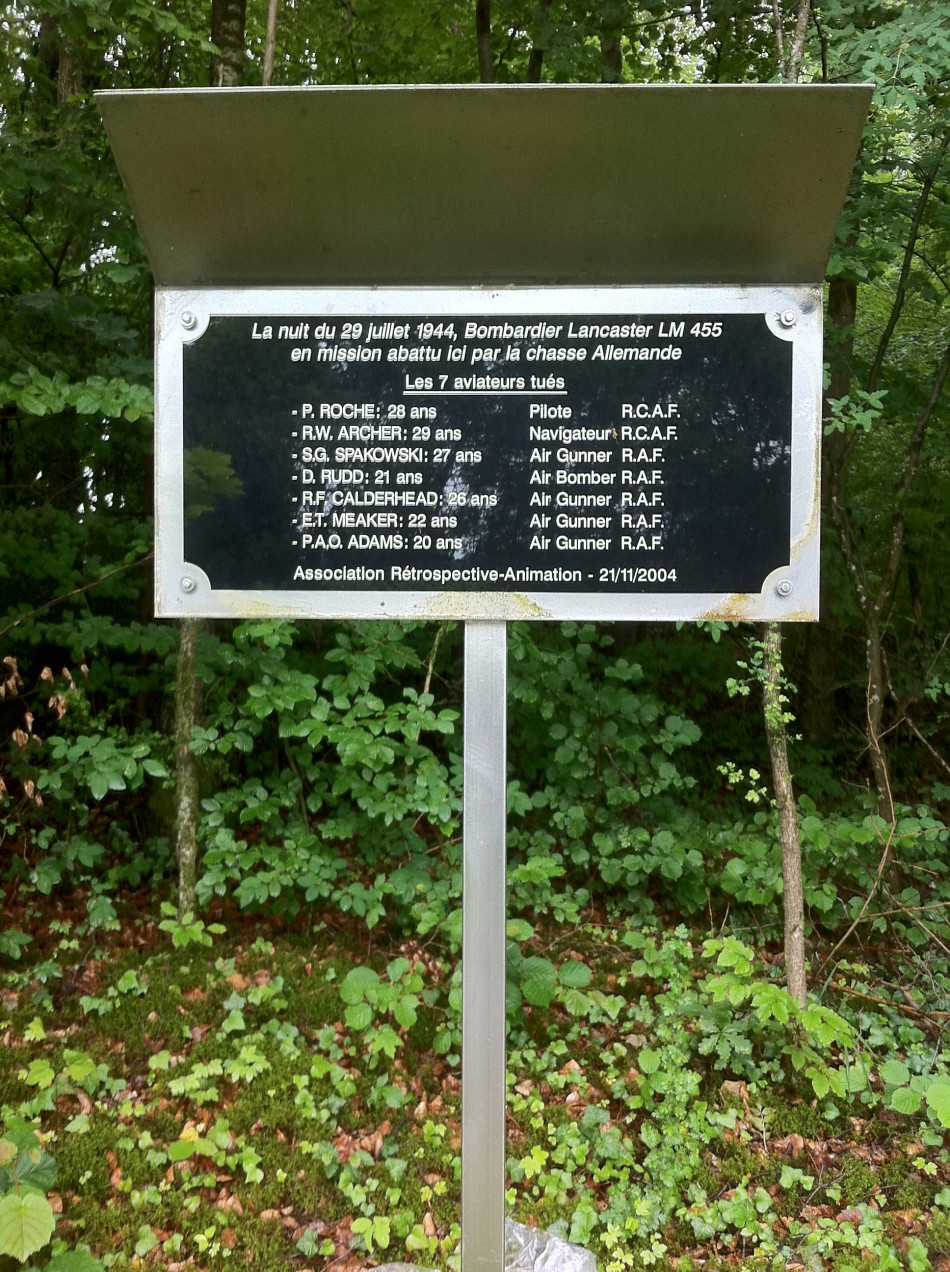 La nuit du 29 juillet 1944, Bombardier Lancaster LM 455
en mission abattu ici par la chasse Allemande
Les 7 aviateurs tués
- P. ROCHE: 28 ans Pilote R.C.A.F.
- R.W. ARCHER: 29 ans Navigateur R.C.A.F.
- S.G. SPAKOWSKI: 27 ans Air Gunner R.A.F.
- D. RUDD: 21 ans Air Bomber R.A.F.
- R.F. CALDERHEAD: 26 ans Air Gunner R.A.F.
- E.T. MEAKER: 22 ans Air Gunner R.A.F.
- P.A.O. ADAMS: 20 ans Air Gunner R.A.F.
Association Rétrospective-Animation - 21/11/2004